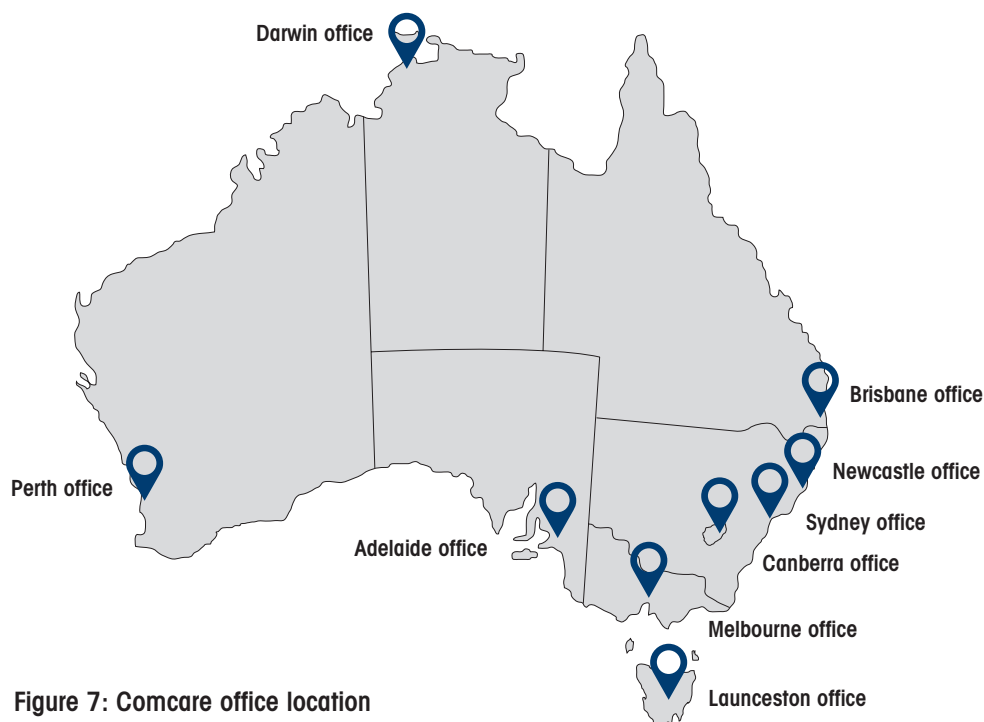 Darwin office
Brisbane office
Newcastle office
Perth office
Sydney office
Adelaide office
Canberra office
Melbourne office
Launceston office
Figure 7: Comcare office location